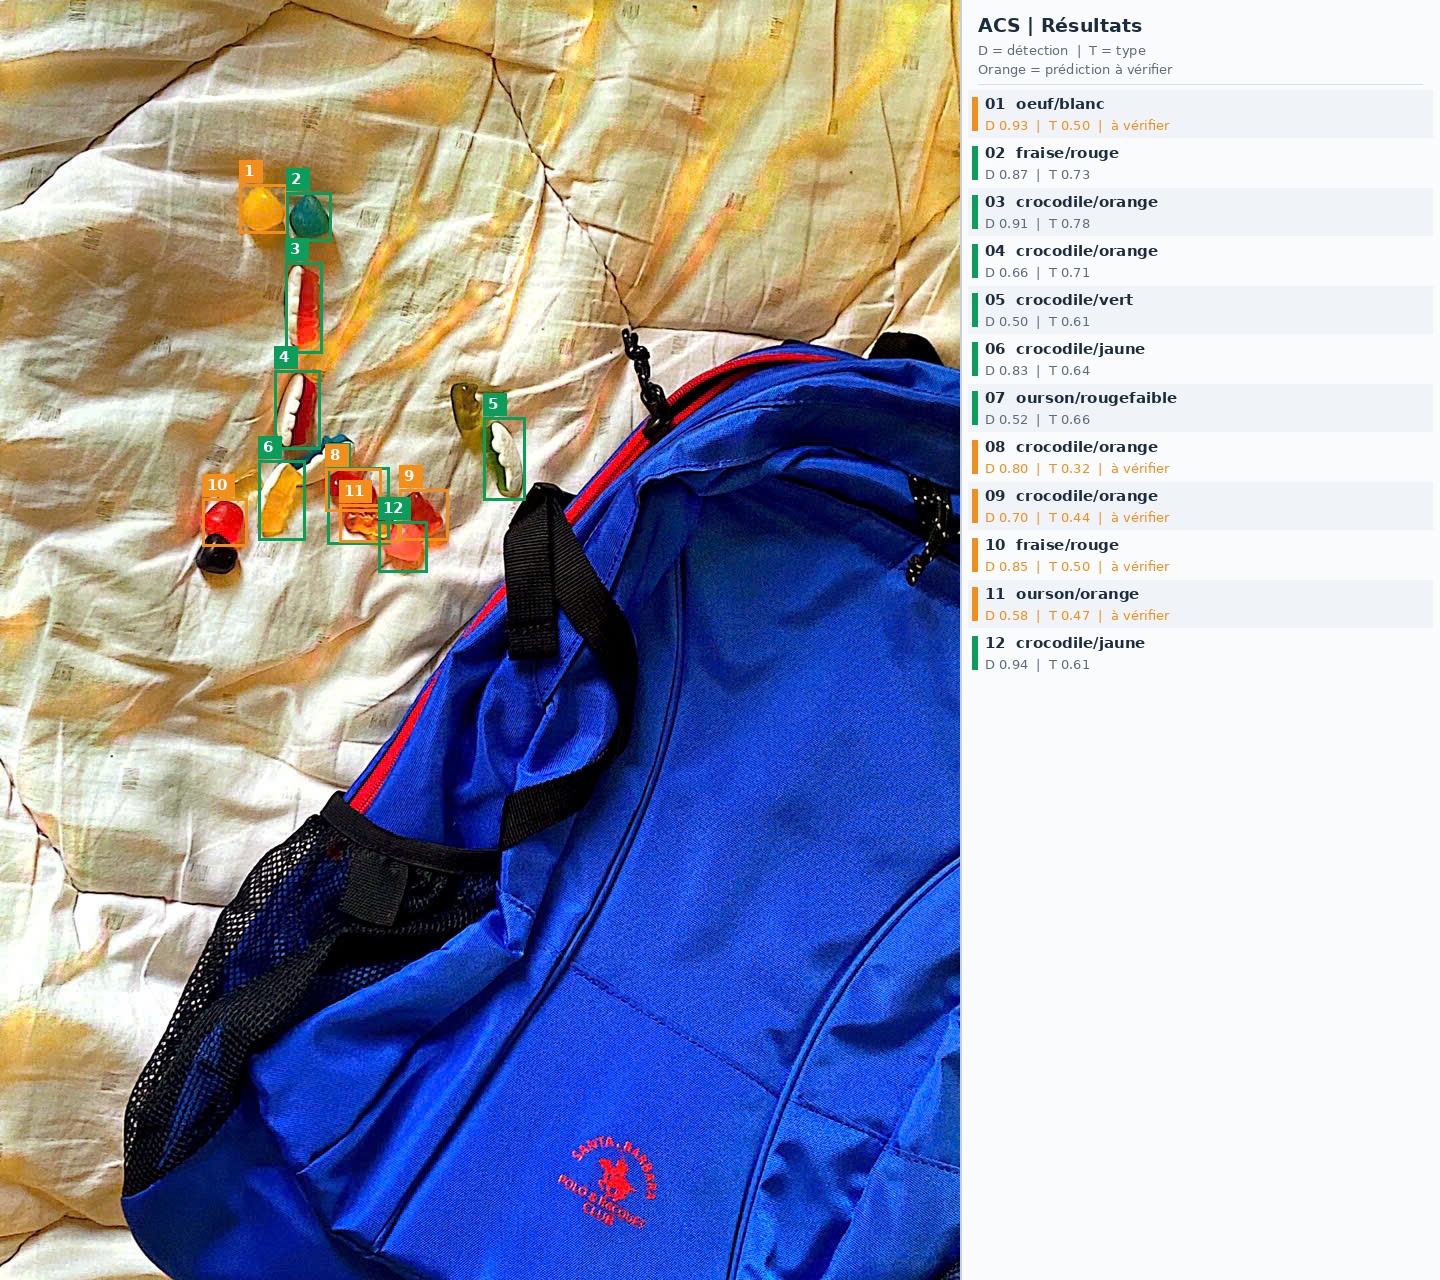 ACS | Résultats
D = détection | T = type
Orange = prédiction à vérifier
01 oeuf/blanc
D 0.93 | T 0.50 | à vérifier
02 fraise/rouge
D 0.87 | T 0.73
03 crocodile/orange
D 0.91 | T 0.78
04 crocodile/orange
D 0.66 | T 0.71
05 crocodile/vert
D 0.50 | T 0.61
06 crocodile/jaune
D 0.83 | T 0.64
07 ourson/rougefaible
D 0.52 | T 0.66
08 crocodile/orange
D 0.80 | T 0.32 | à vérifier
09 crocodile/orange
D 0.70 | T 0.44 | à vérifier
10 fraise/rouge
D 0.85 | T 0.50 | à vérifier
11 ourson/orange
D 0.58 | T 0.47 | à vérifier
12 crocodile/jaune
D 0.94 | T 0.61
1
2
3
4
5
6
8
9
10
11
12
SANTA BARBARA
POLO & RACQUET
CLUB